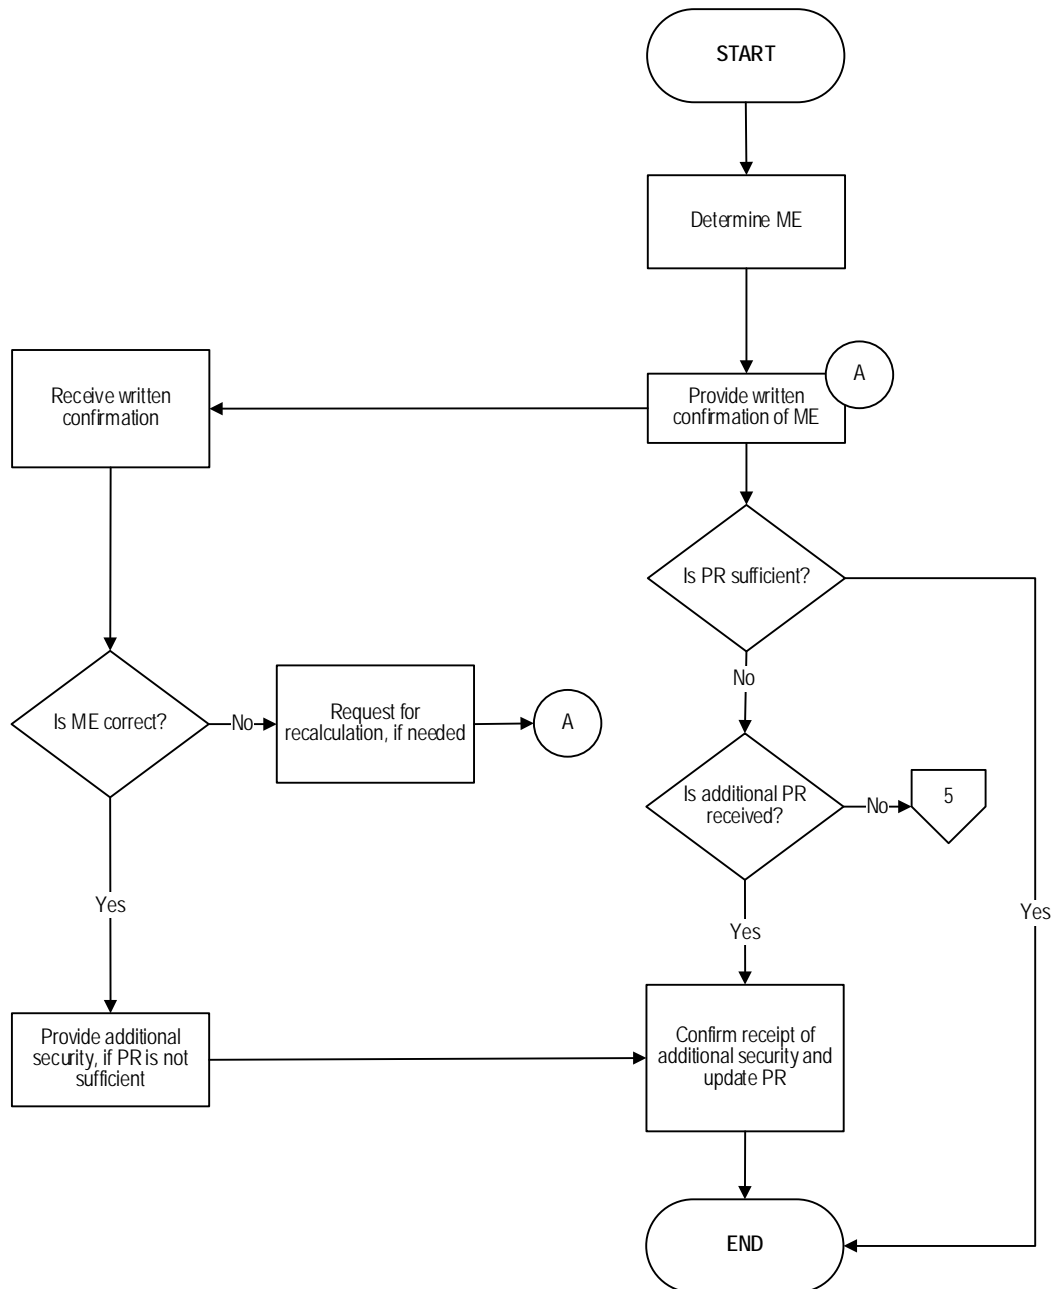 START
Determine ME
A
Provide written
confirmation of ME
Receive written
confirmation
Is PR sufficient?
No
Is ME correct?
No
Request for
recalculation, if needed
A
Is additional PR
received?
No
5
Yes
Yes
Yes
Provide additional
security, if PR is not
sufficient
Confirm receipt of
additional security and
update PR
END